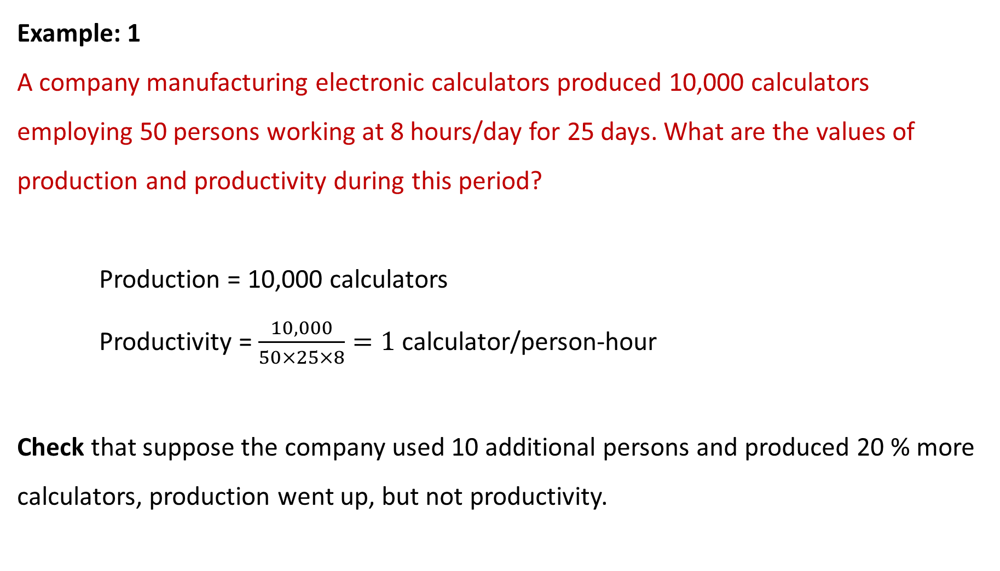 Example: 1
A company manufacturing electronic calculators produced 10,000 calculators
employing 50 persons working at 8 hours/day for 25 days. What are the values of
production and productivity during this period?
Production = 10,000 calculators
Productivity = 10,000 / 50×25×8 = 1 calculator/person-hour
Check that suppose the company used 10 additional persons and produced 20 % more
calculators, production went up, but not productivity.